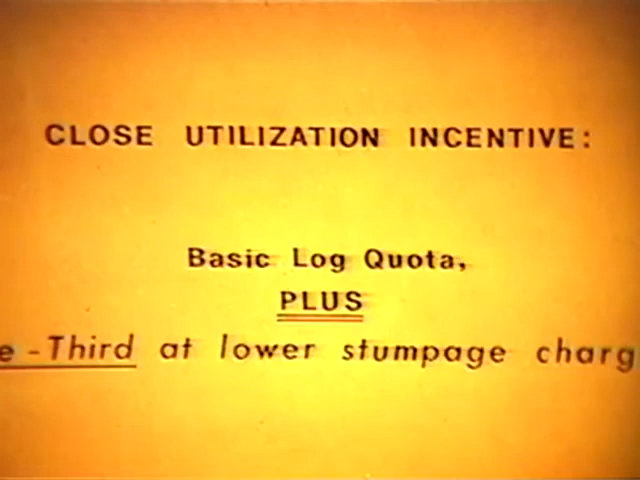 CLOSE UTILIZATION INCENTIVE:
Basic Log Quota,
PLUS
e-Third at lower stumpage charg